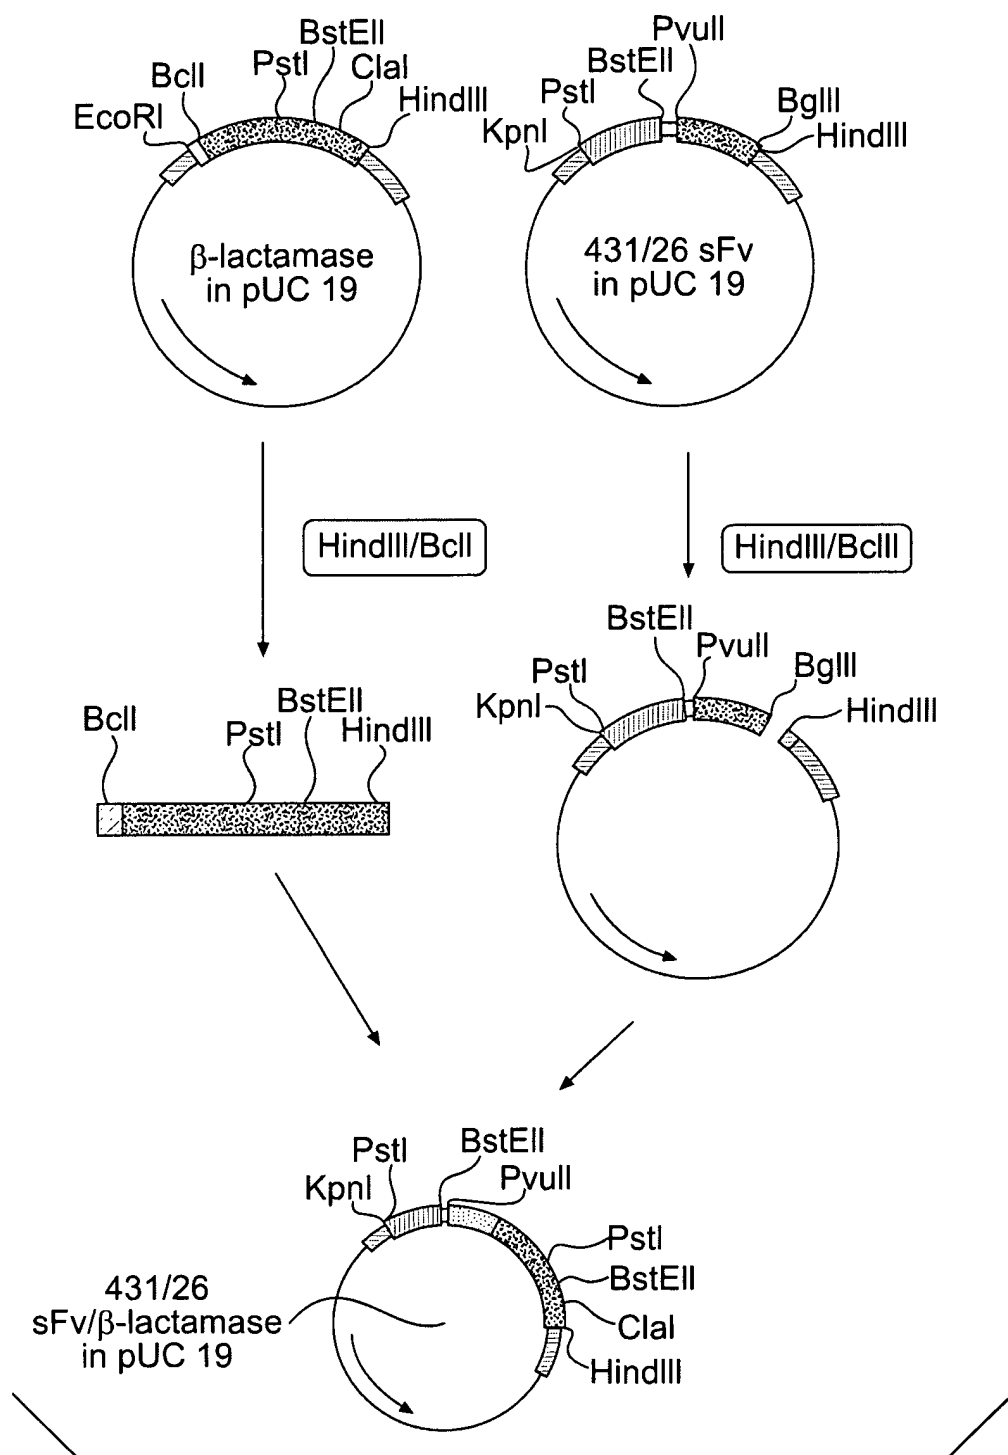 BstEII
PstI
ClaI
BclI
HindIII
EcoRI
β-lactamase
in pUC 19
PvuII
BstEII
PstI
BglII
KpnI
HindIII
431/26 sFv
in pUC 19
HindIII/BclI
HindIII/BclII
BstEII
BclI
PstI
HindIII
BstEII
PvuII
PstI
BglII
KpnI
HindIII
PstI
BstEII
KpnI
PvuII
PstI
BstEII
ClaI
HindIII
431/26
sFv/β-lactamase
in pUC 19